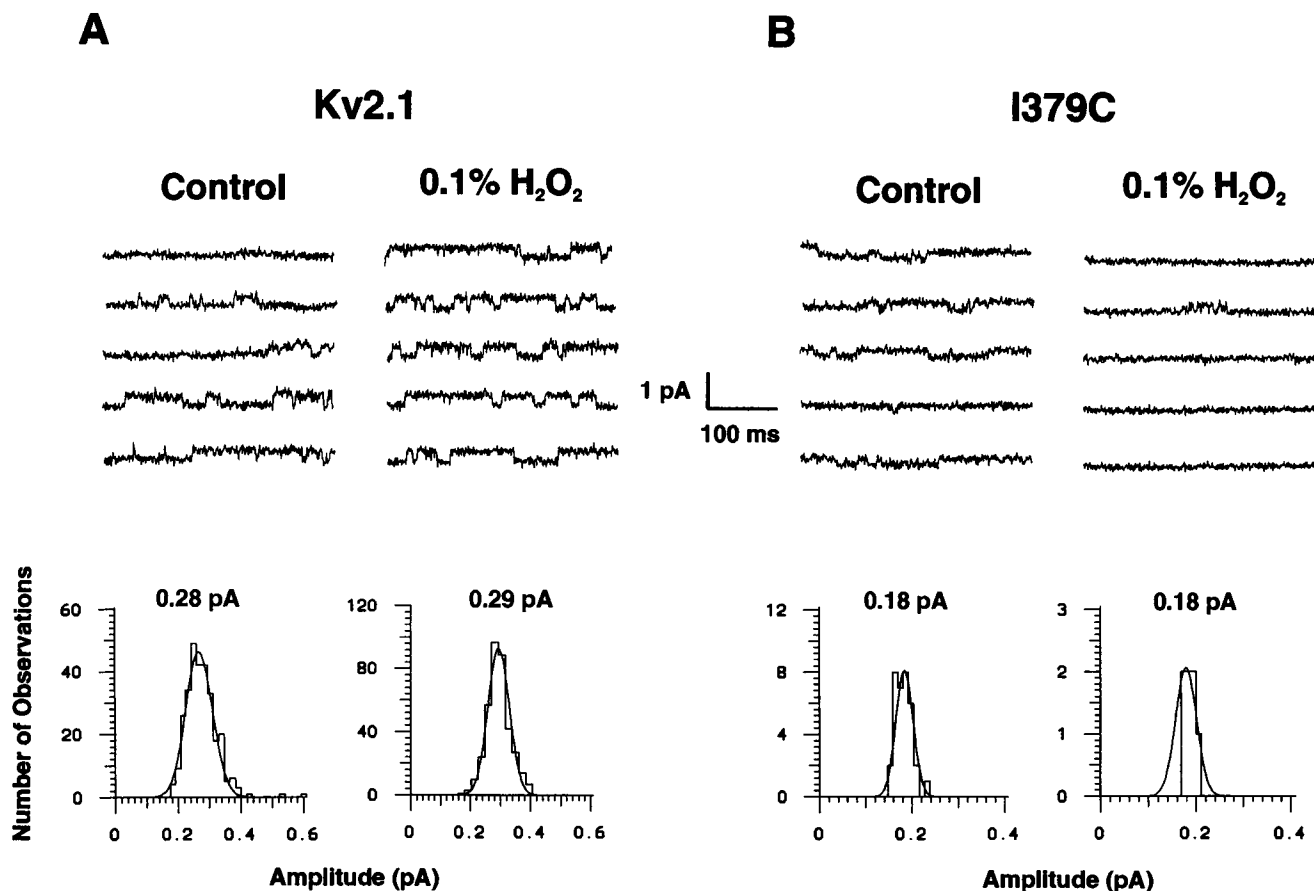 A
B
Kv2.1
I379C
Control
0.1% H₂O₂
Control
0.1% H₂O₂
1 pA
100 ms
Number of Observations
0.28 pA
60
40
20
0
0
0.2
0.4
0.6
0.29 pA
120
80
40
0
0
0.2
0.4
0.6
0.18 pA
12
8
4
0
0
0.2
0.4
0.18 pA
3
2
1
0
0
0.2
0.4
Amplitude (pA)
Amplitude (pA)